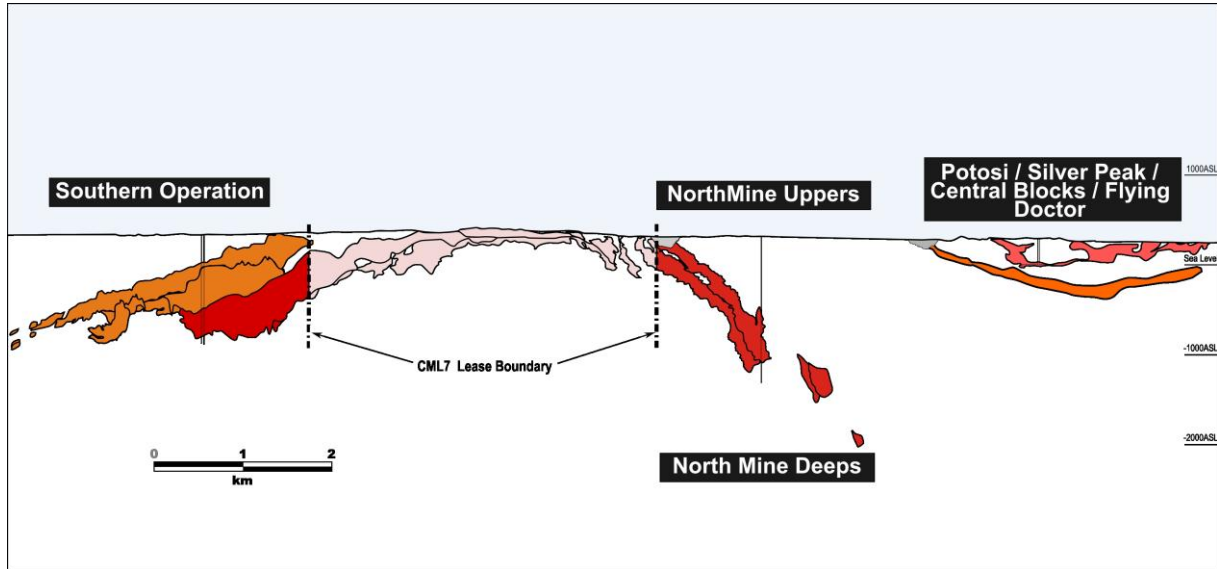 Southern Operation
NorthMine Uppers
Potosi / Silver Peak /
Central Blocks / Flying
Doctor
1000ASL
Sea Level
-1000ASL
-2000ASL
CML7 Lease Boundary
0 1 2
km
North Mine Deeps